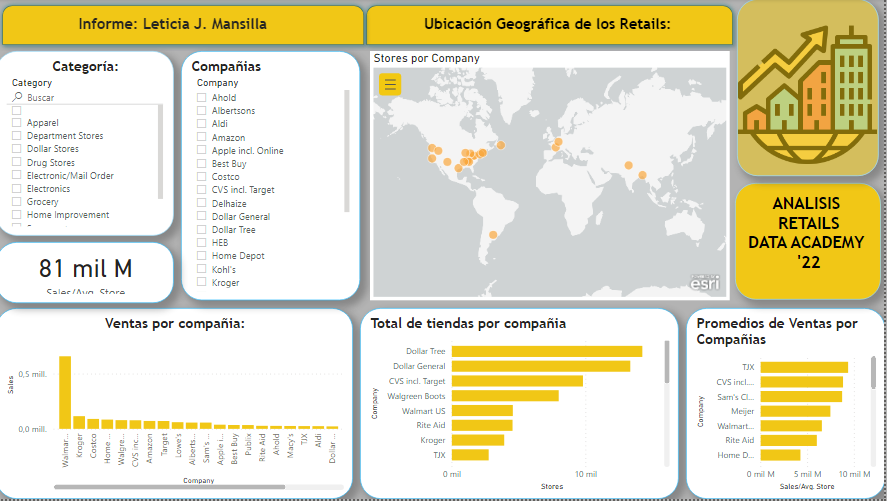 Informe: Leticia J. Mansilla
Ubicación Geográfica de los Retails:
Categoría:
Category
Buscar
Apparel
Department Stores
Dollar Stores
Drug Stores
Electronic/Mail Order
Electronics
Grocery
Home Improvement
Compañias
Company
Ahold
Albertsons
Aldi
Amazon
Apple incl. Online
Best Buy
Costco
CVS incl. Target
Delhaize
Dollar General
Dollar Tree
HEB
Home Depot
Kohl's
Kroger
Stores por Company
esri
ANALISIS
RETAILS
DATA ACADEMY
'22
81 mil M
Sales/Avg. Store
Ventas por compañia:
Sales
0,5 mill.
0,0 mill.
Walmar...
Kroger
Costco
Home ...
Walgre...
CVS inc...
Amazon
Target
Lowe's
Alberts...
Sam's ...
Apple i...
Best Buy
Publix
Rite Aid
Ahold
Macy's
TJX
Aldi
Dollar ...
Company
Total de tiendas por compañia
Company
Dollar Tree
Dollar General
CVS incl. Target
Walgreen Boots
Walmart US
Rite Aid
Kroger
TJX
0 mil
10 mil
Stores
Promedios de Ventas por
Compañias
Company
TJX
CVS incl....
Sam's Cl...
Meijer
Walmart...
Rite Aid
Home D...
0 mil M
5 mil M
10 mil M
Sales/Avg. Store